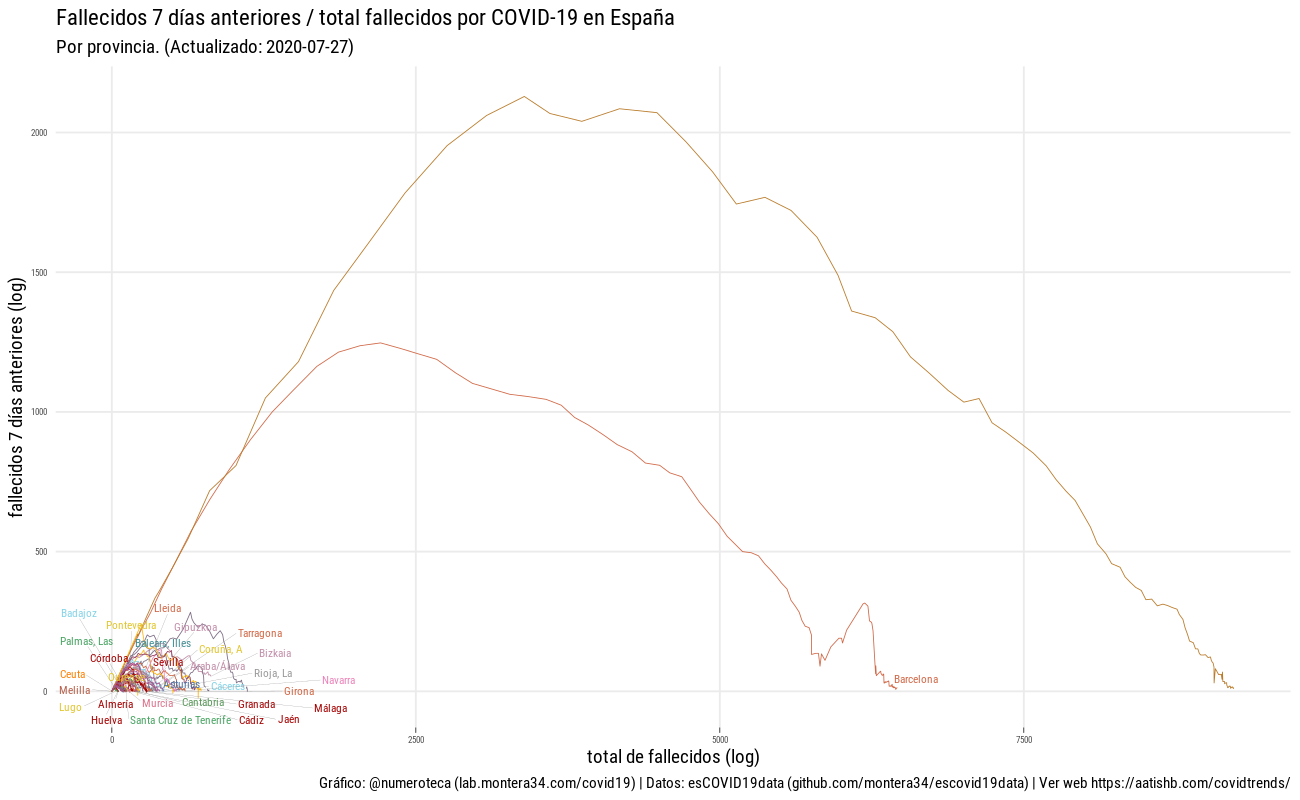 Fallecidos 7 días anteriores / total fallecidos por COVID-19 en España
Por provincia. (Actualizado: 2020-07-27)
fallecidos 7 días anteriores (log)
2000
1500
1000
500
0
Lleida
Badajoz
Pontevedra
Gipuzkoa
Tarragona
Palmas, Las
Balears, Illes
Coruña, A
Bizkaia
Córdoba
Sevilla
Araba/Álava
Rioja, La
Ceuta
Navarra
Barcelona
Asturias
Cáceres
Melilla
Girona
Lugo
Almería
Murcia
Cantabria
Granada
Málaga
Huelva
Santa Cruz de Tenerife
Cádiz
Jaén
0
2500
5000
7500
total de fallecidos (log)
Gráfico: @numeroteca (lab.montera34.com/covid19) | Datos: esCOVID19data (github.com/montera34/escovid19data) | Ver web https://aatishb.com/covidtrends/